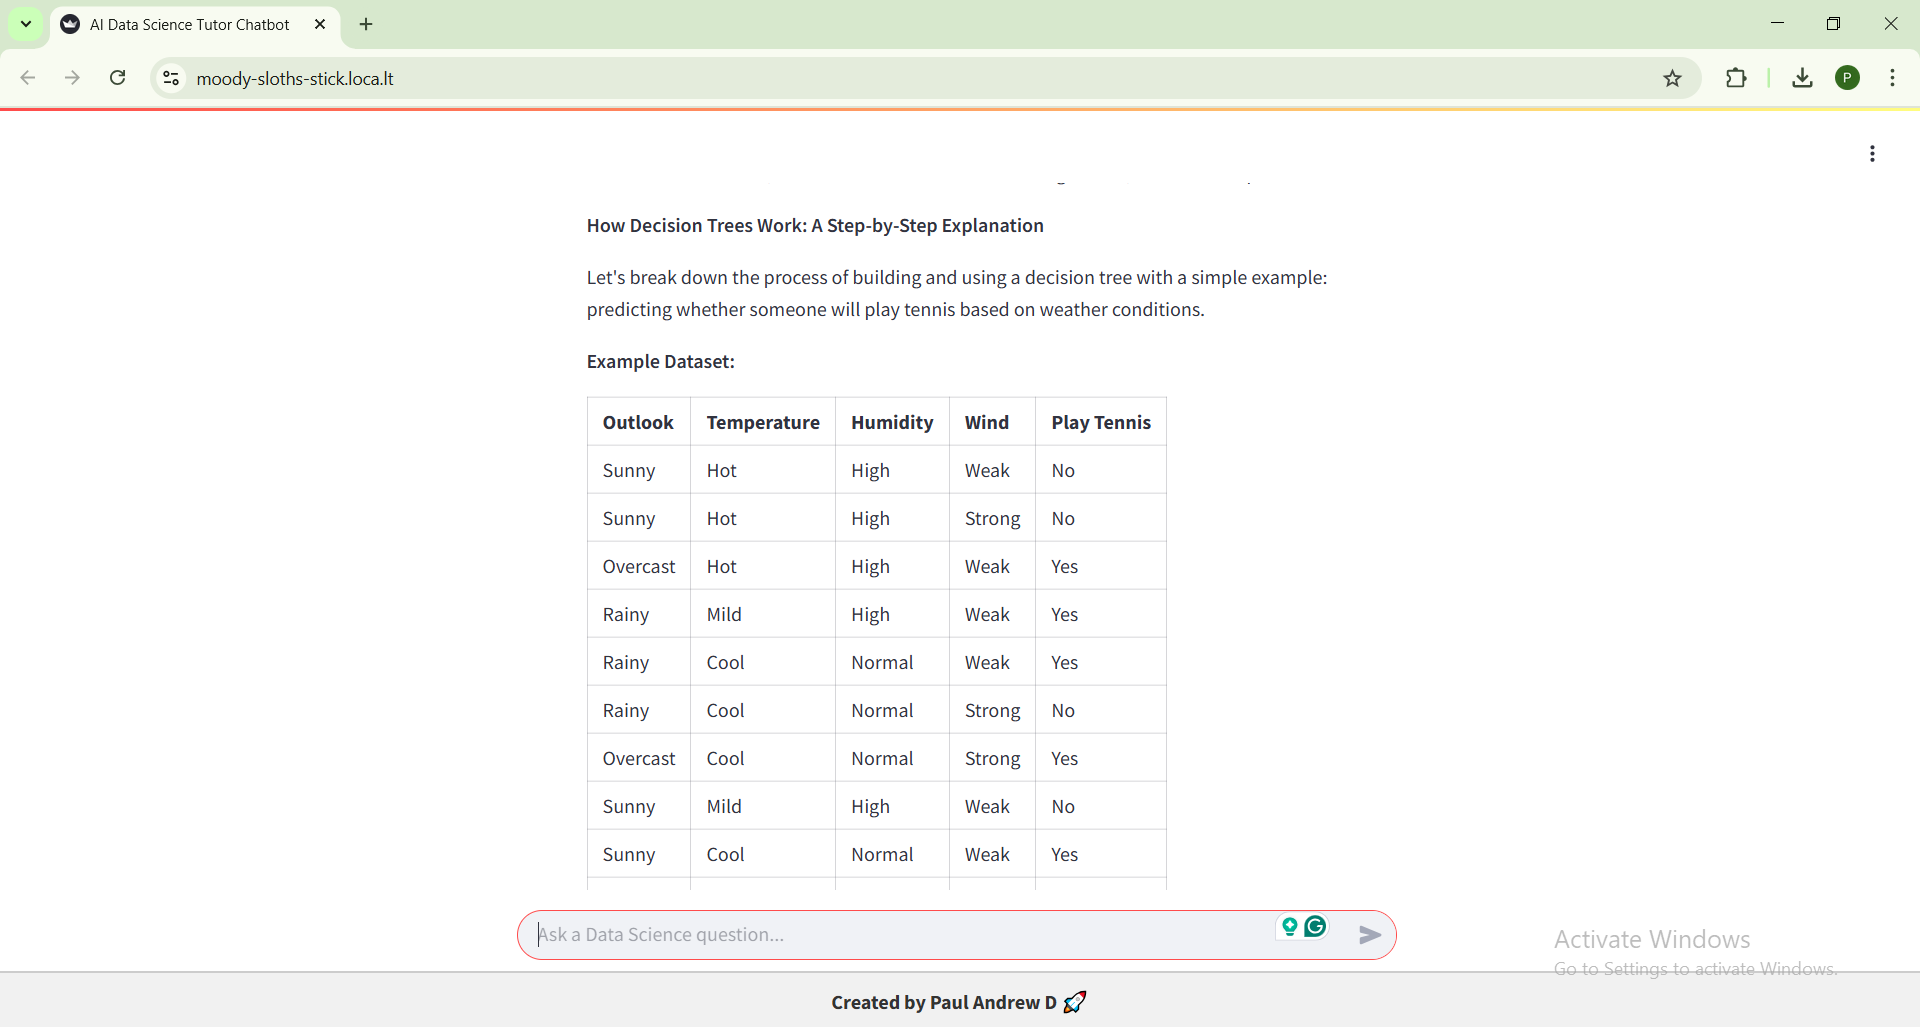 AI Data Science Tutor Chatbot
moody-sloths-stick.loca.lt
P
How Decision Trees Work: A Step-by-Step Explanation
Let's break down the process of building and using a decision tree with a simple example:
predicting whether someone will play tennis based on weather conditions.
Example Dataset:
Outlook Temperature Humidity Wind Play Tennis
Sunny Hot High Weak No
Sunny Hot High Strong No
Overcast Hot High Weak Yes
Rainy Mild High Weak Yes
Rainy Cool Normal Weak Yes
Rainy Cool Normal Strong No
Overcast Cool Normal Strong Yes
Sunny Mild High Weak No
Sunny Cool Normal Weak Yes
Ask a Data Science question...
Activate Windows
Go to Settings to activate Windows.
Created by Paul Andrew D 🚀